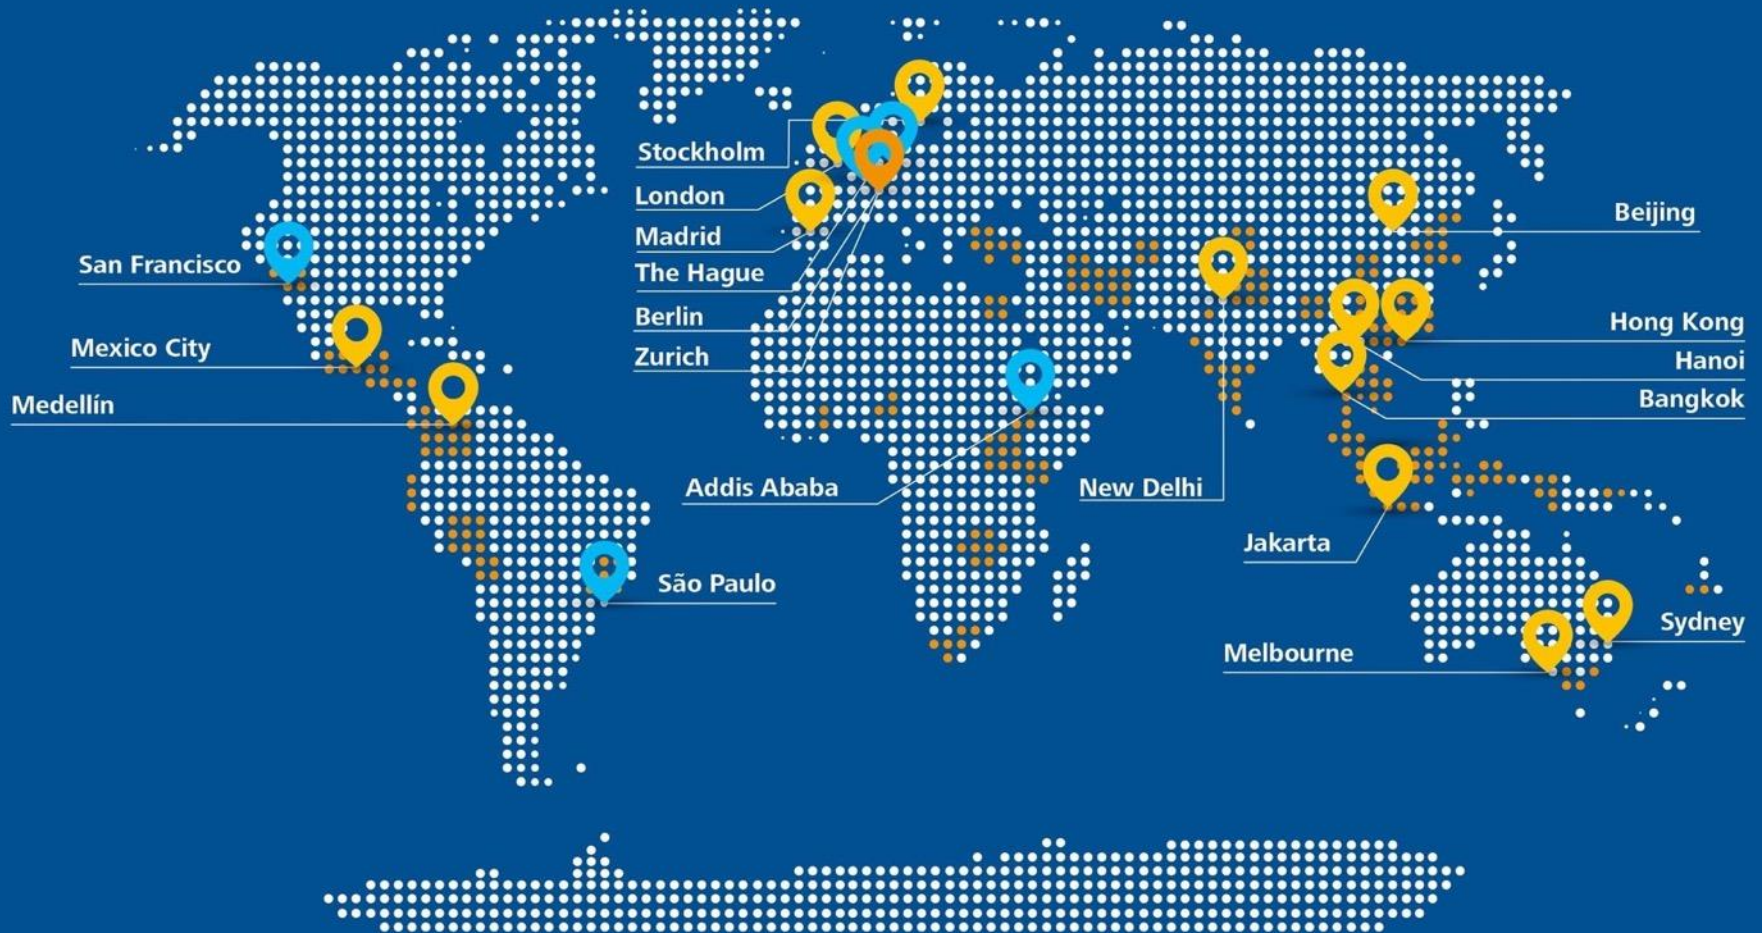 Stockholm
London
Madrid
The Hague
Berlin
Zurich
San Francisco
Mexico City
Medellín
Addis Ababa
São Paulo
New Delhi
Jakarta
Beijing
Hong Kong
Hanoi
Bangkok
Sydney
Melbourne